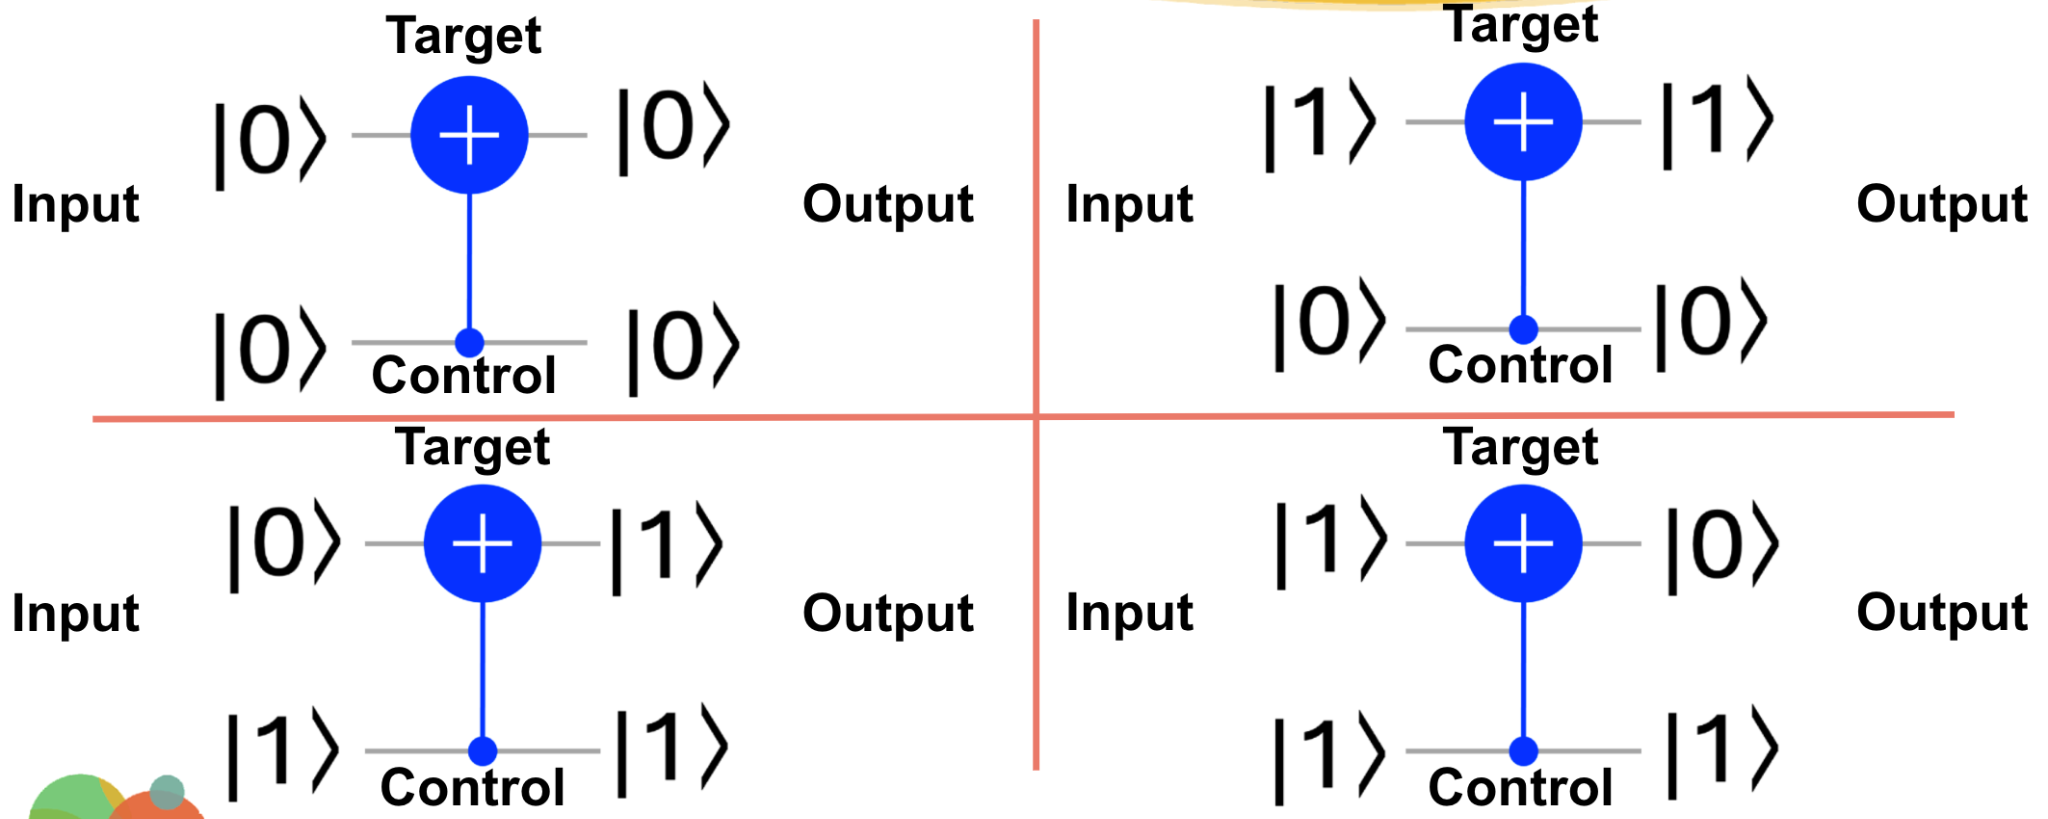 Target
|0⟩ |0⟩
Input Output
|0⟩ |0⟩
Control
Target
|1⟩ |1⟩
Input Output
|0⟩ |0⟩
Control
Target
|0⟩ |1⟩
Input Output
|1⟩ |1⟩
Control
Target
|1⟩ |0⟩
Input Output
|1⟩ |1⟩
Control